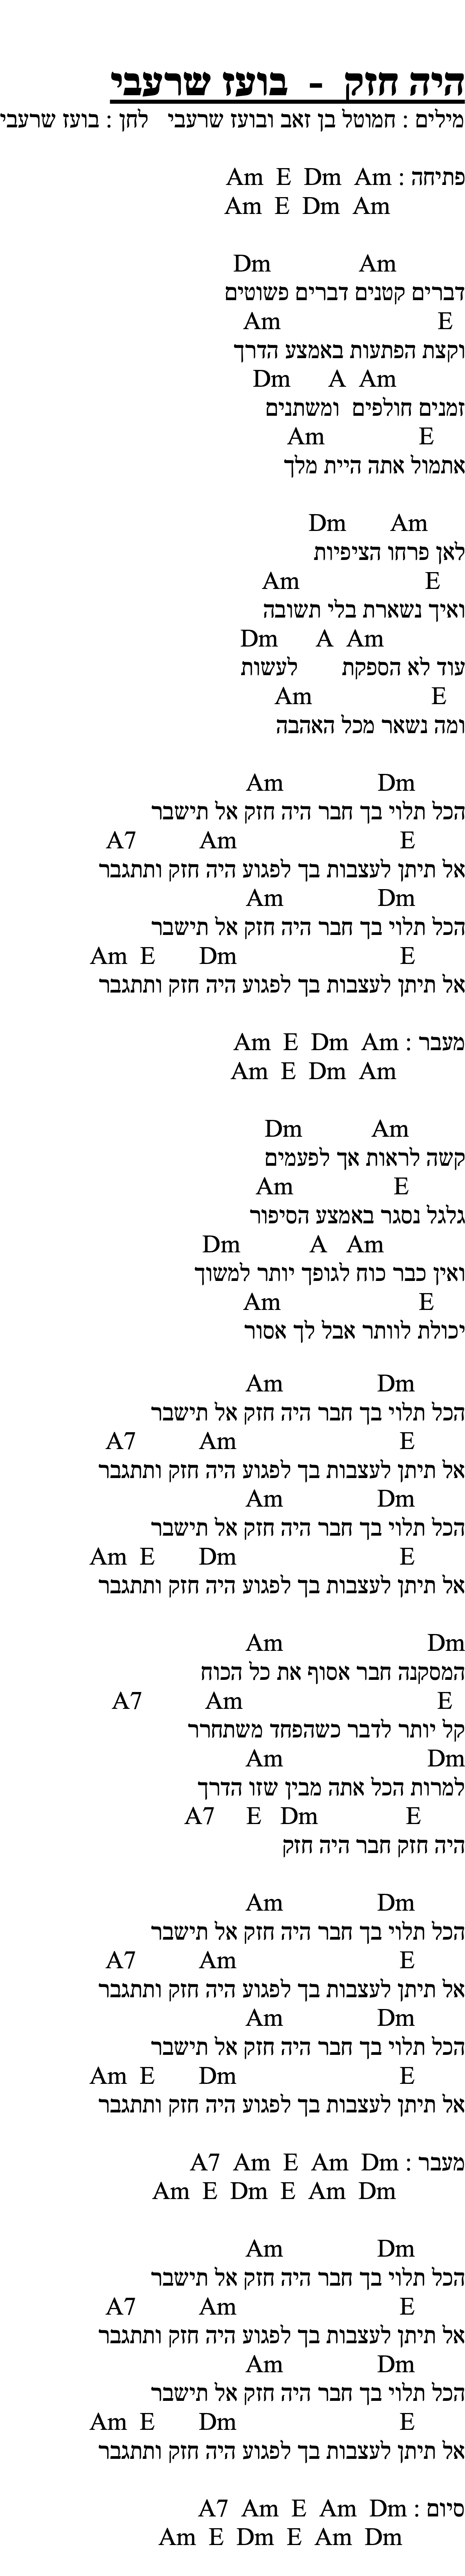 היה חזק - בועז שרעבי
מילים : חמוטל בן זאב ובועז שרעבי לחן : בועז שרעבי
פתיחה : Am E Dm Am
Am E Dm Am
Dm Am
דברים קטנים דברים פשוטים
Am E
וקצת הפתעות באמצע הדרך
Dm A Am
זמנים חולפים ומשתנים
Am E
אתמול אתה היית מלך
Dm Am
לאן פרחו הציפיות
Am E
ואיך נשארת בלי תשובה
Dm A Am
עוד לא הספקת לעשות
Am E
ומה נשאר מכל האהבה
Am Dm
הכל תלוי בך חבר היה חזק אל תישבר
A7 Am E
אל תיתן לעצבות בך לפגוע היה חזק ותתגבר
Am Dm
הכל תלוי בך חבר היה חזק אל תישבר
Am E Dm E
אל תיתן לעצבות בך לפגוע היה חזק ותתגבר
מעבר : Am E Dm Am
Am E Dm Am
Dm Am
קשה לראות אך לפעמים
Am E
גלגל נסגר באמצע הסיפור
Dm A Am
ואין כבר כוח לגופך יותר למשוך
Am E
יכולת לוותר אבל לך אסור
Am Dm
הכל תלוי בך חבר היה חזק אל תישבר
A7 Am E
אל תיתן לעצבות בך לפגוע היה חזק ותתגבר
Am Dm
הכל תלוי בך חבר היה חזק אל תישבר
Am E Dm E
אל תיתן לעצבות בך לפגוע היה חזק ותתגבר
Am Dm
המסקנה חבר אסוף את כל הכוח
A7 Am E
קל יותר לדבר כשהפחד משתחרר
Am Dm
למרות הכל אתה מבין שזו הדרך
A7 E Dm E
היה חזק חבר היה חזק
Am Dm
הכל תלוי בך חבר היה חזק אל תישבר
A7 Am E
אל תיתן לעצבות בך לפגוע היה חזק ותתגבר
Am Dm
הכל תלוי בך חבר היה חזק אל תישבר
Am E Dm E
אל תיתן לעצבות בך לפגוע היה חזק ותתגבר
מעבר : A7 Am E Am Dm
Am E Dm E Am Dm
Am Dm
הכל תלוי בך חבר היה חזק אל תישבר
A7 Am E
אל תיתן לעצבות בך לפגוע היה חזק ותתגבר
Am Dm
הכל תלוי בך חבר היה חזק אל תישבר
Am E Dm E
אל תיתן לעצבות בך לפגוע היה חזק ותתגבר
סיום : A7 Am E Am Dm
Am E Dm E Am Dm